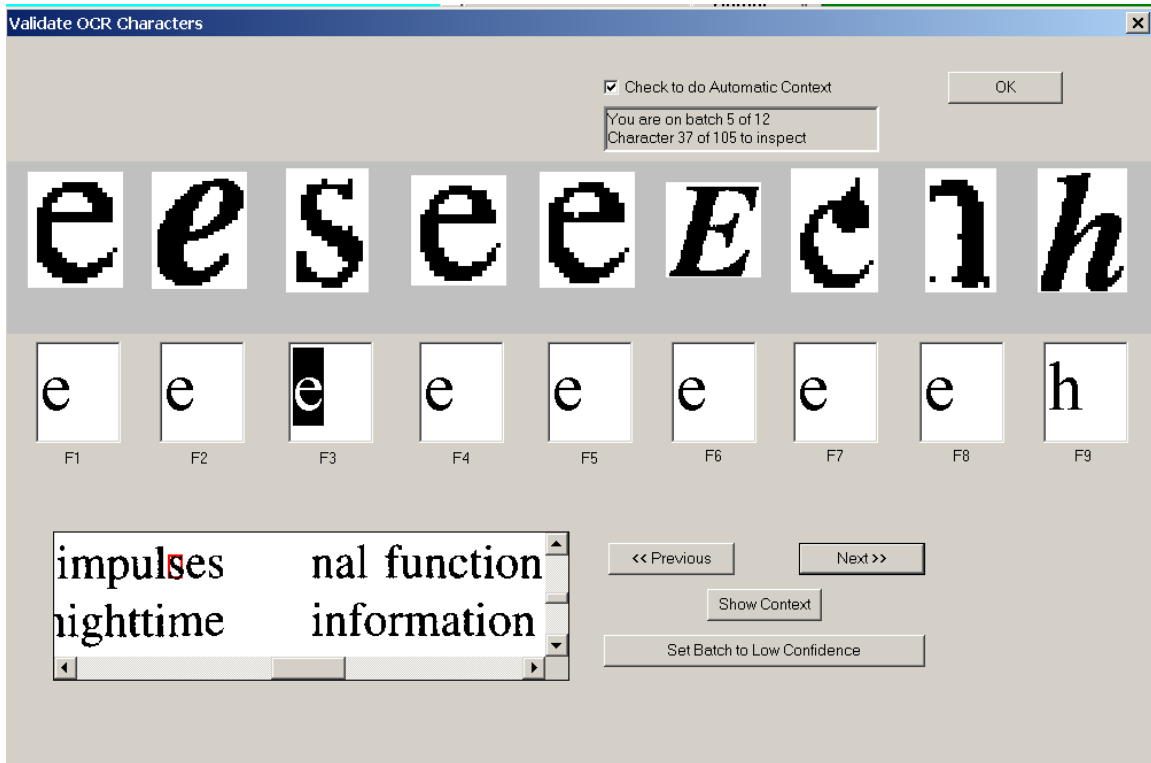 Validate OCR Characters
Check to do Automatic Context
OK
You are on batch 5 of 12
Character 37 of 105 to inspect
e e s e e E c h
e e e e e e e e h
F1 F2 F3 F4 F5 F6 F7 F8 F9
impulses nal function
nighttime information
<< Previous
Next >>
Show Context
Set Batch to Low Confidence